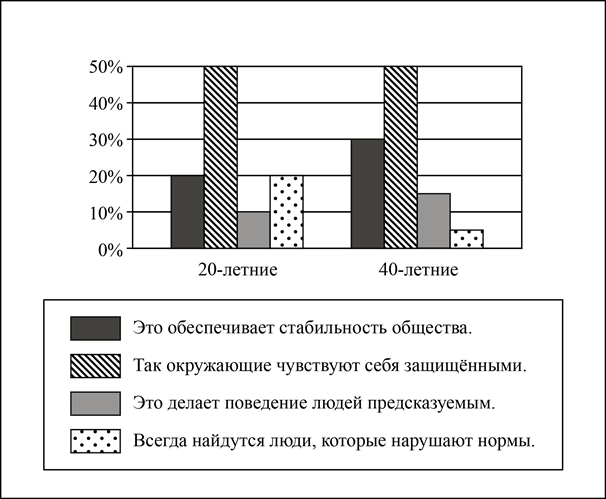 50%
40%
30%
20%
10%
0%
20-летние
40-летние
Это обеспечивает стабильность общества.
Так окружающие чувствуют себя защищёнными.
Это делает поведение людей предсказуемым.
Всегда найдутся люди, которые нарушают нормы.